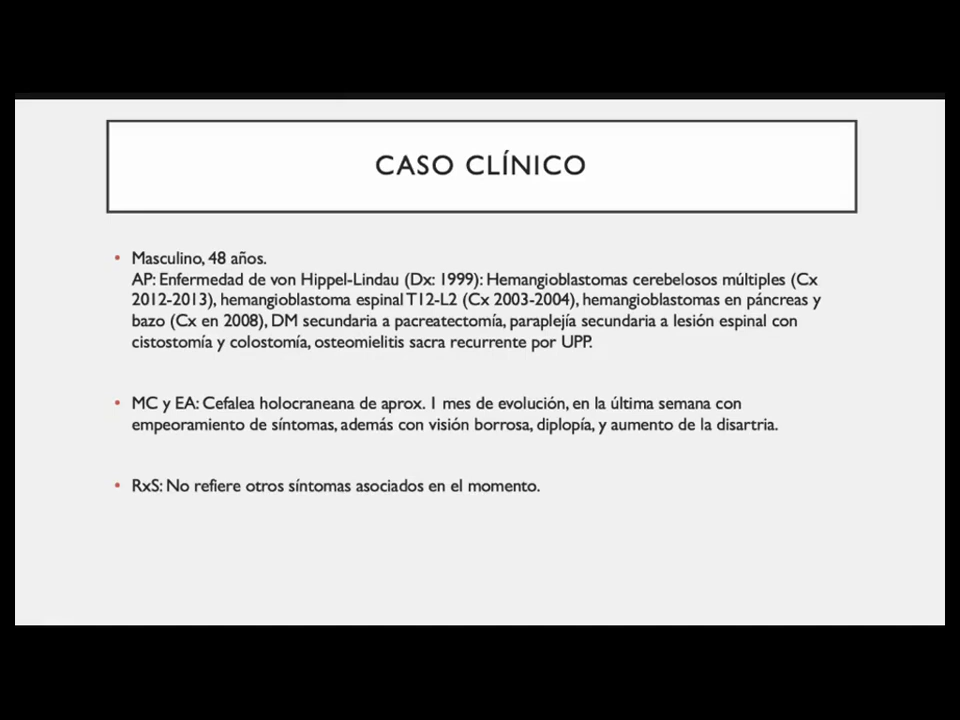 CASO CLÍNICO
• Masculino, 48 años.
AP: Enfermedad de von Hippel-Lindau (Dx: 1999): Hemangioblastomas cerebelosos múltiples (Cx
2012-2013), hemangioblastoma espinal T12-L2 (Cx 2003-2004), hemangioblastomas en páncreas y
bazo (Cx en 2008), DM secundaria a pacreatectomía, paraplejía secundaria a lesión espinal con
cistostomía y colostomía, osteomielitis sacra recurrente por UPP.
• MC y EA: Cefalea holocraneana de aprox. 1 mes de evolución, en la última semana con
empeoramiento de síntomas, además con visión borrosa, diplopía, y aumento de la disartria.
• RxS: No refiere otros síntomas asociados en el momento.